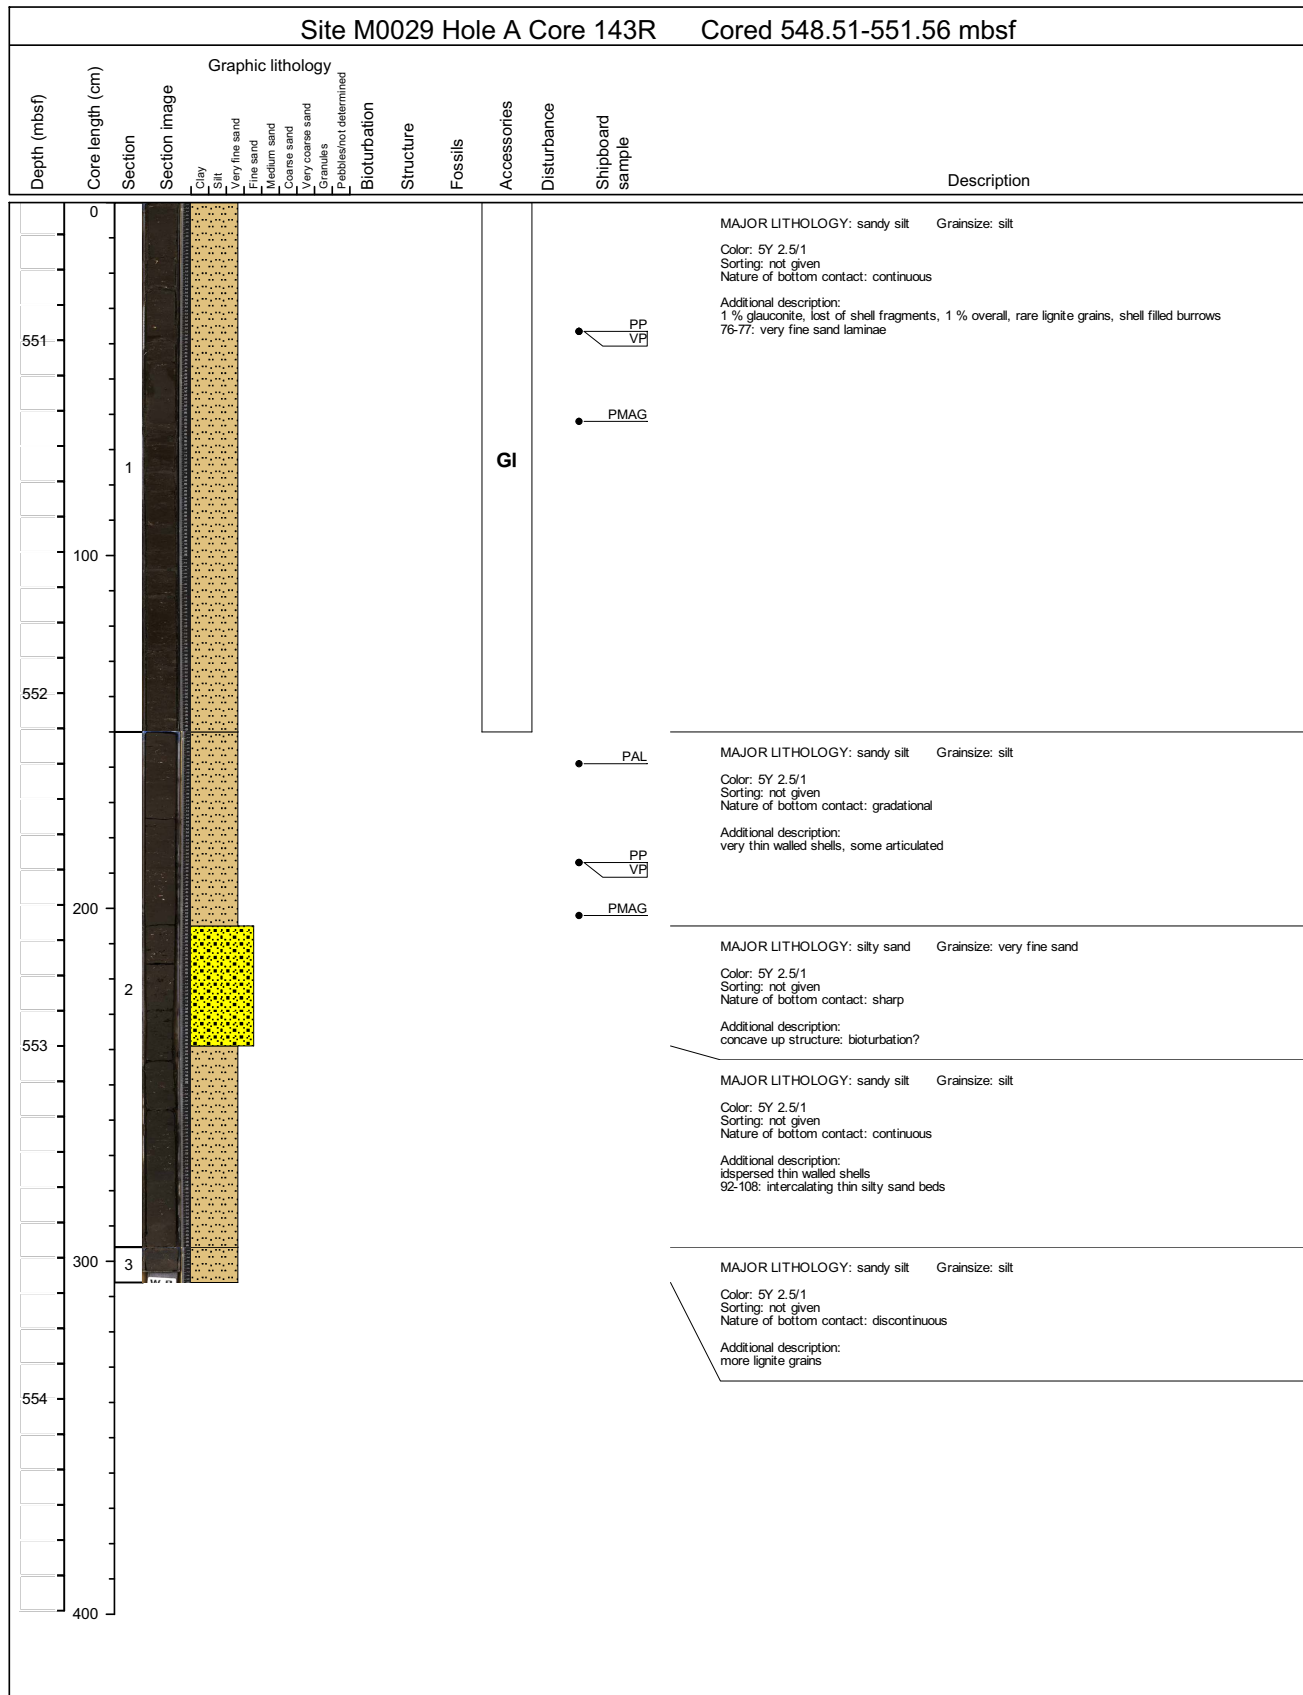 Site M0029 Hole A Core 143R Cored 548.51-551.56 mbsf
Graphic lithology
Depth (mbsf)
Core length (cm)
Section
Section image
Clay
Silt
Very fine sand
Fine sand
Medium sand
Coarse sand
Very coarse sand
Granules
Pebbles/not determined
Bioturbation
Structure
Fossils
Accessories
Disturbance
Shipboard
sample
Description
0
MAJOR LITHOLOGY: sandy silt Grainsize: silt
Color: 5Y 2.5/1
Sorting: not given
Nature of bottom contact: continuous
Additional description:
1 % glauconite, lost of shell fragments, 1 % overall, rare lignite grains, shell filled burrows
76-77: very fine sand laminae
PP
VP
551
PMAG
Gl
1
100
552
MAJOR LITHOLOGY: sandy silt Grainsize: silt
PAL
Color: 5Y 2.5/1
Sorting: not given
Nature of bottom contact: gradational
Additional description:
very thin walled shells, some articulated
PP
VP
200
PMAG
MAJOR LITHOLOGY: silty sand Grainsize: very fine sand
Color: 5Y 2.5/1
Sorting: not given
Nature of bottom contact: sharp
2
Additional description:
concave up structure: bioturbation?
553
MAJOR LITHOLOGY: sandy silt Grainsize: silt
Color: 5Y 2.5/1
Sorting: not given
Nature of bottom contact: continuous
Additional description:
idspersed thin walled shells
92-108: intercalating thin silty sand beds
300
3
MAJOR LITHOLOGY: sandy silt Grainsize: silt
Color: 5Y 2.5/1
Sorting: not given
Nature of bottom contact: discontinuous
Additional description:
more lignite grains
554
400